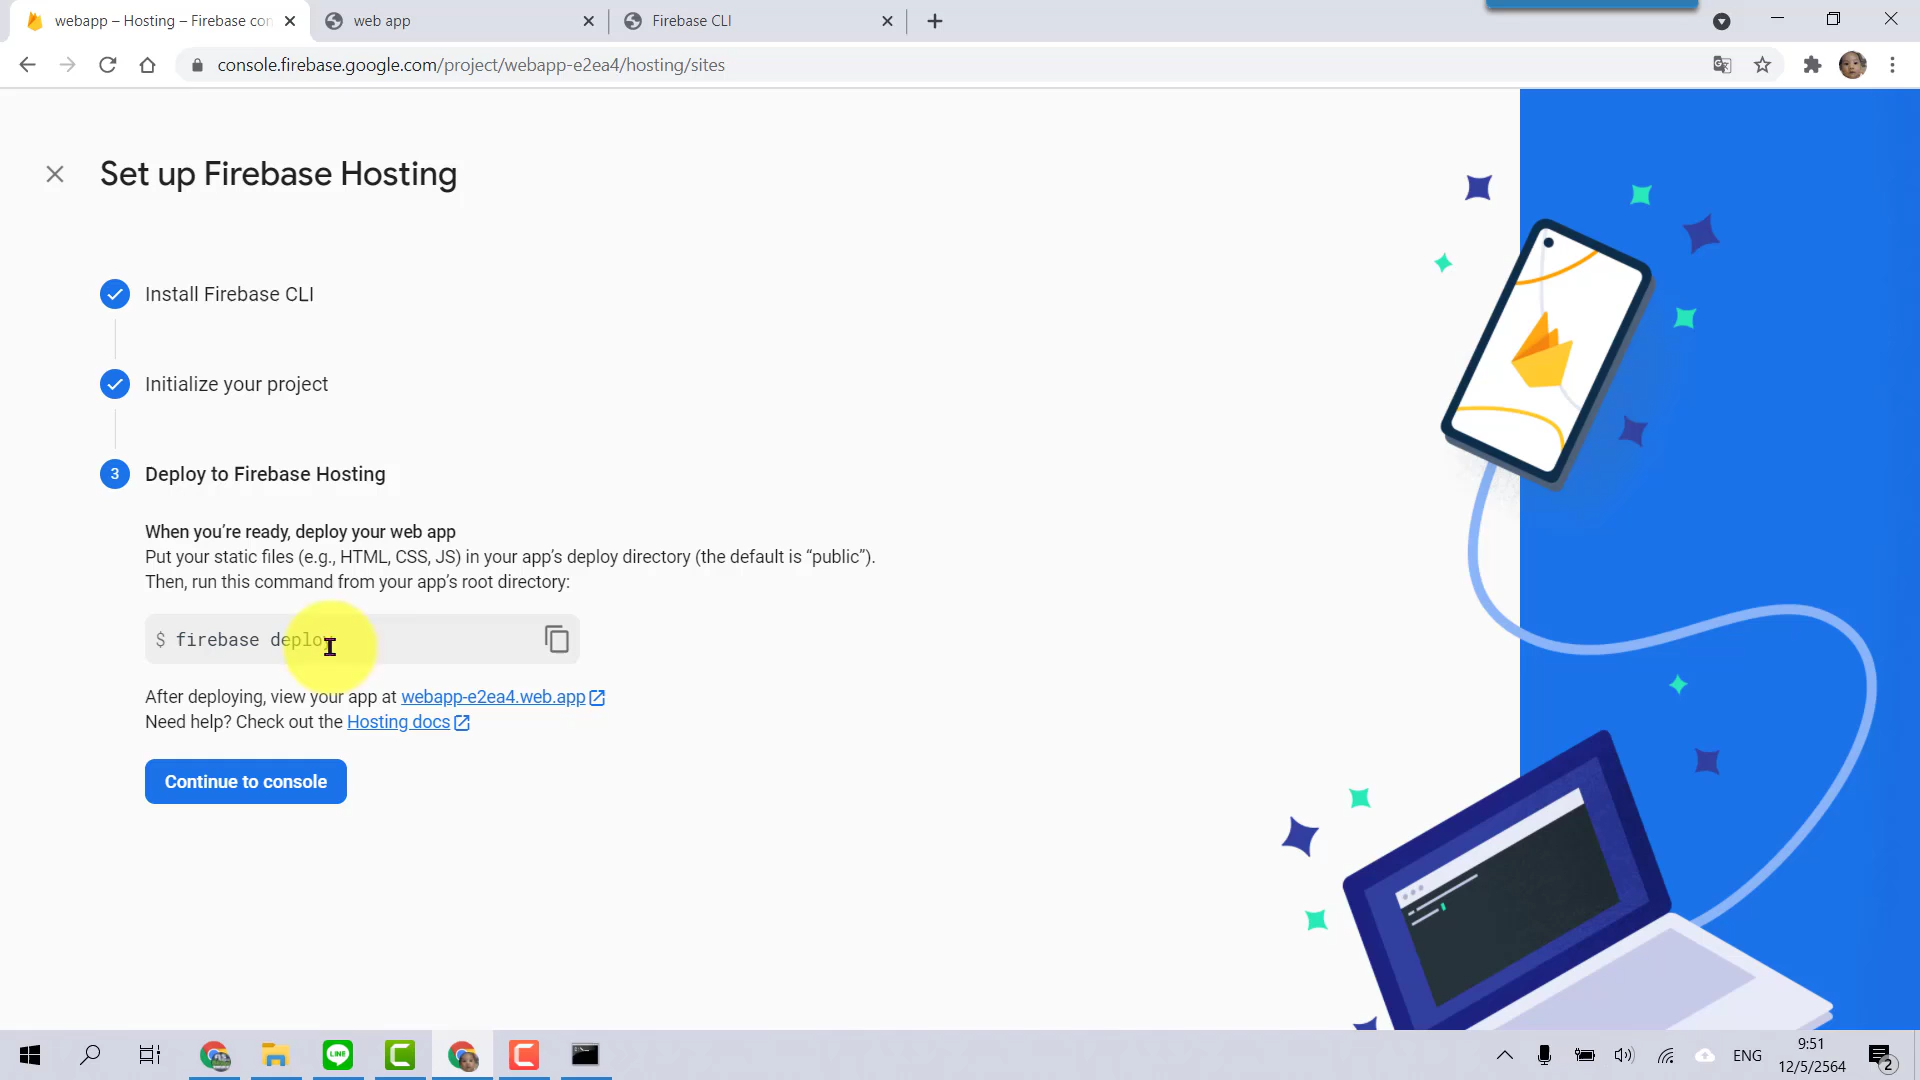 webapp – Hosting – Firebase con
web app
Firebase CLI
console.firebase.google.com/project/webapp-e2ea4/hosting/sites
Set up Firebase Hosting
Install Firebase CLI
Initialize your project
3 Deploy to Firebase Hosting
When you're ready, deploy your web app
Put your static files (e.g., HTML, CSS, JS) in your app's deploy directory (the default is “public”).
Then, run this command from your app's root directory:
$ firebase deploy
After deploying, view your app at webapp-e2ea4.web.app
Need help? Check out the Hosting docs
Continue to console
LINE
ENG
9:51
12/5/2564
2